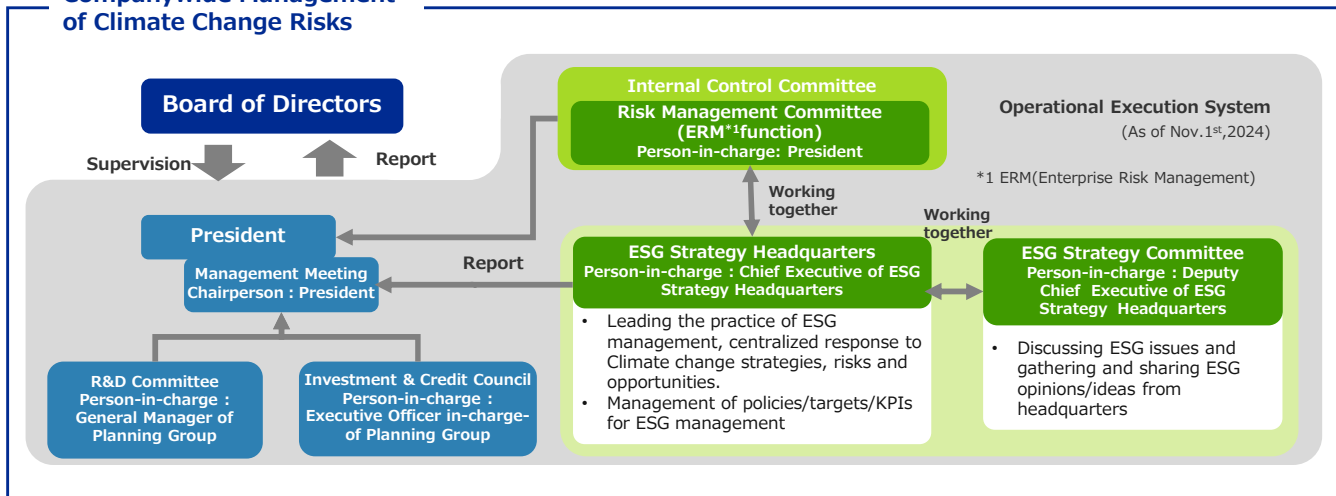 Companywide Management
of Climate Change Risks
Board of Directors
Supervision
Report
Internal Control Committee
Risk Management Committee
(ERM*1function)
Person-in-charge: President
Operational Execution System
(As of Nov.1st,2024)
*1 ERM(Enterprise Risk Management)
Working
together
Working
together
President
Management Meeting
Chairperson : President
Report
ESG Strategy Headquarters
Person-in-charge : Chief Executive of ESG
Strategy Headquarters
• Leading the practice of ESG
management, centralized response to
Climate change strategies, risks and
opportunities.
• Management of policies/targets/KPIs
for ESG management
ESG Strategy Committee
Person-in-charge : Deputy
Chief Executive of ESG
Strategy Headquarters
• Discussing ESG issues and
gathering and sharing ESG
opinions/ideas from
headquarters
R&D Committee
Person-in-charge :
General Manager of
Planning Group
Investment & Credit Council
Person-in-charge :
Executive Officer in-charge-
of Planning Group